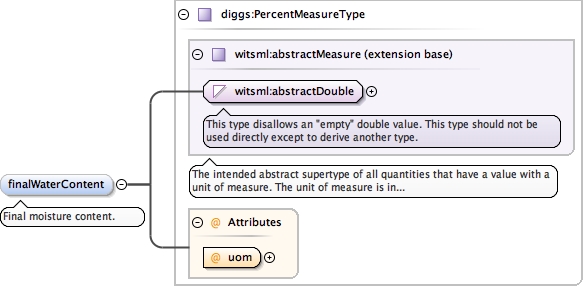 diggs:PercentMeasureType
witsml:abstractMeasure (extension base)
witsml:abstractDouble
This type disallows an "empty" double value. This type should not be
used directly except to derive another type.
The intended abstract supertype of all quantities that have a value with a
unit of measure. The unit of measure is in...
finalWaterContent
Final moisture content.
@ Attributes
@ uom